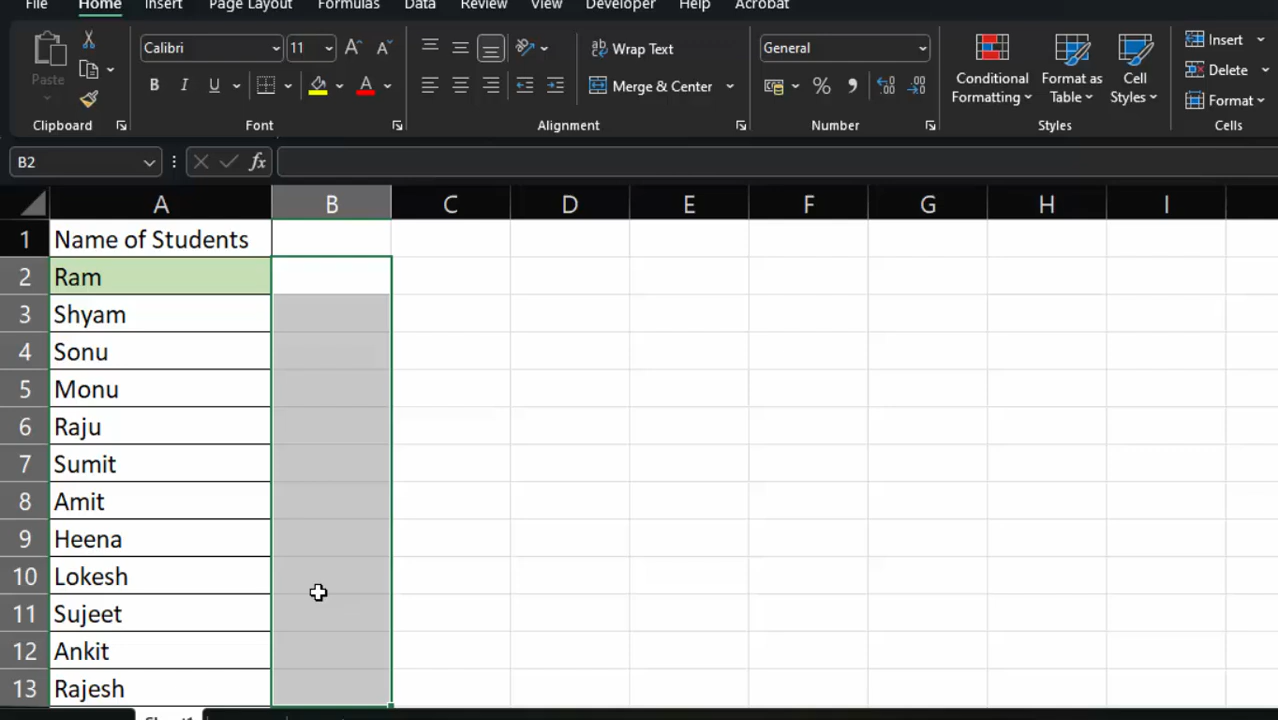 File Home Insert Page Layout Formulas Data Review View Developer Help Acrobat
Calibri 11 A A ab Wrap Text General Insert
Paste Conditional Formatting Format as Table Cell Styles Delete
B I U A Merge & Center % , Format
Clipboard Font Alignment Number Styles Cells
B2 fx
A B C D E F G H I
1 Name of Students
2 Ram
3 Shyam
4 Sonu
5 Monu
6 Raju
7 Sumit
8 Amit
9 Heena
10 Lokesh
11 Sujeet
12 Ankit
13 Rajesh